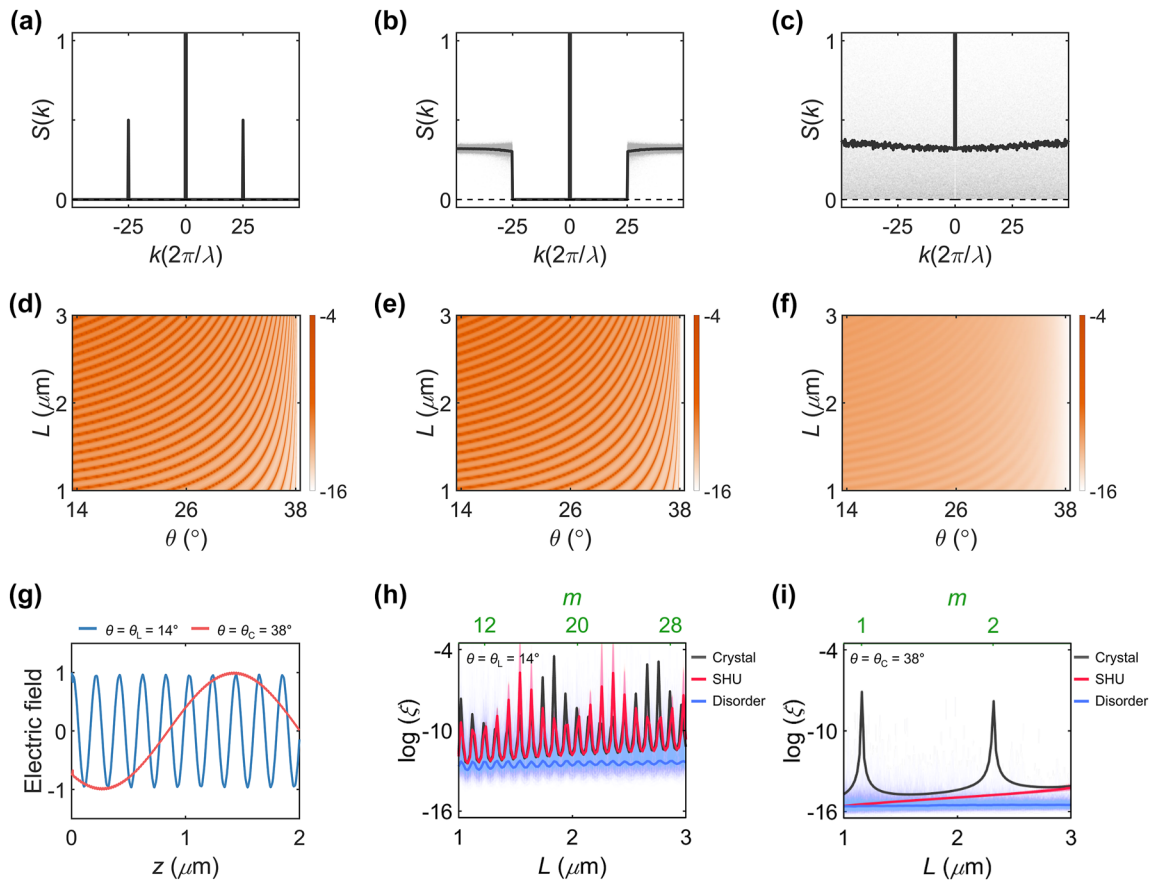 (a)
1
S(k)
0
-25
0
25
k(2π/λ)
(b)
1
S(k)
0
-25
0
25
k(2π/λ)
(c)
1
S(k)
0
-25
0
25
k(2π/λ)
(d)
3
2
1
L (μm)
14
26
38
θ (°)
-4
-16
(e)
3
2
1
L (μm)
14
26
38
θ (°)
-4
-16
(f)
3
2
1
L (μm)
14
26
38
θ (°)
-4
-16
(g)
θ = θL = 14°
θ = θC = 38°
1
0
-1
Electric field
0
1
2
z (μm)
(h)
m
12
20
28
-4
-10
-16
log (ξ)
θ = θL = 14°
Crystal
SHU
Disorder
1
2
3
L (μm)
(i)
m
1
2
-4
-10
-16
log (ξ)
θ = θC = 38°
Crystal
SHU
Disorder
1
2
3
L (μm)